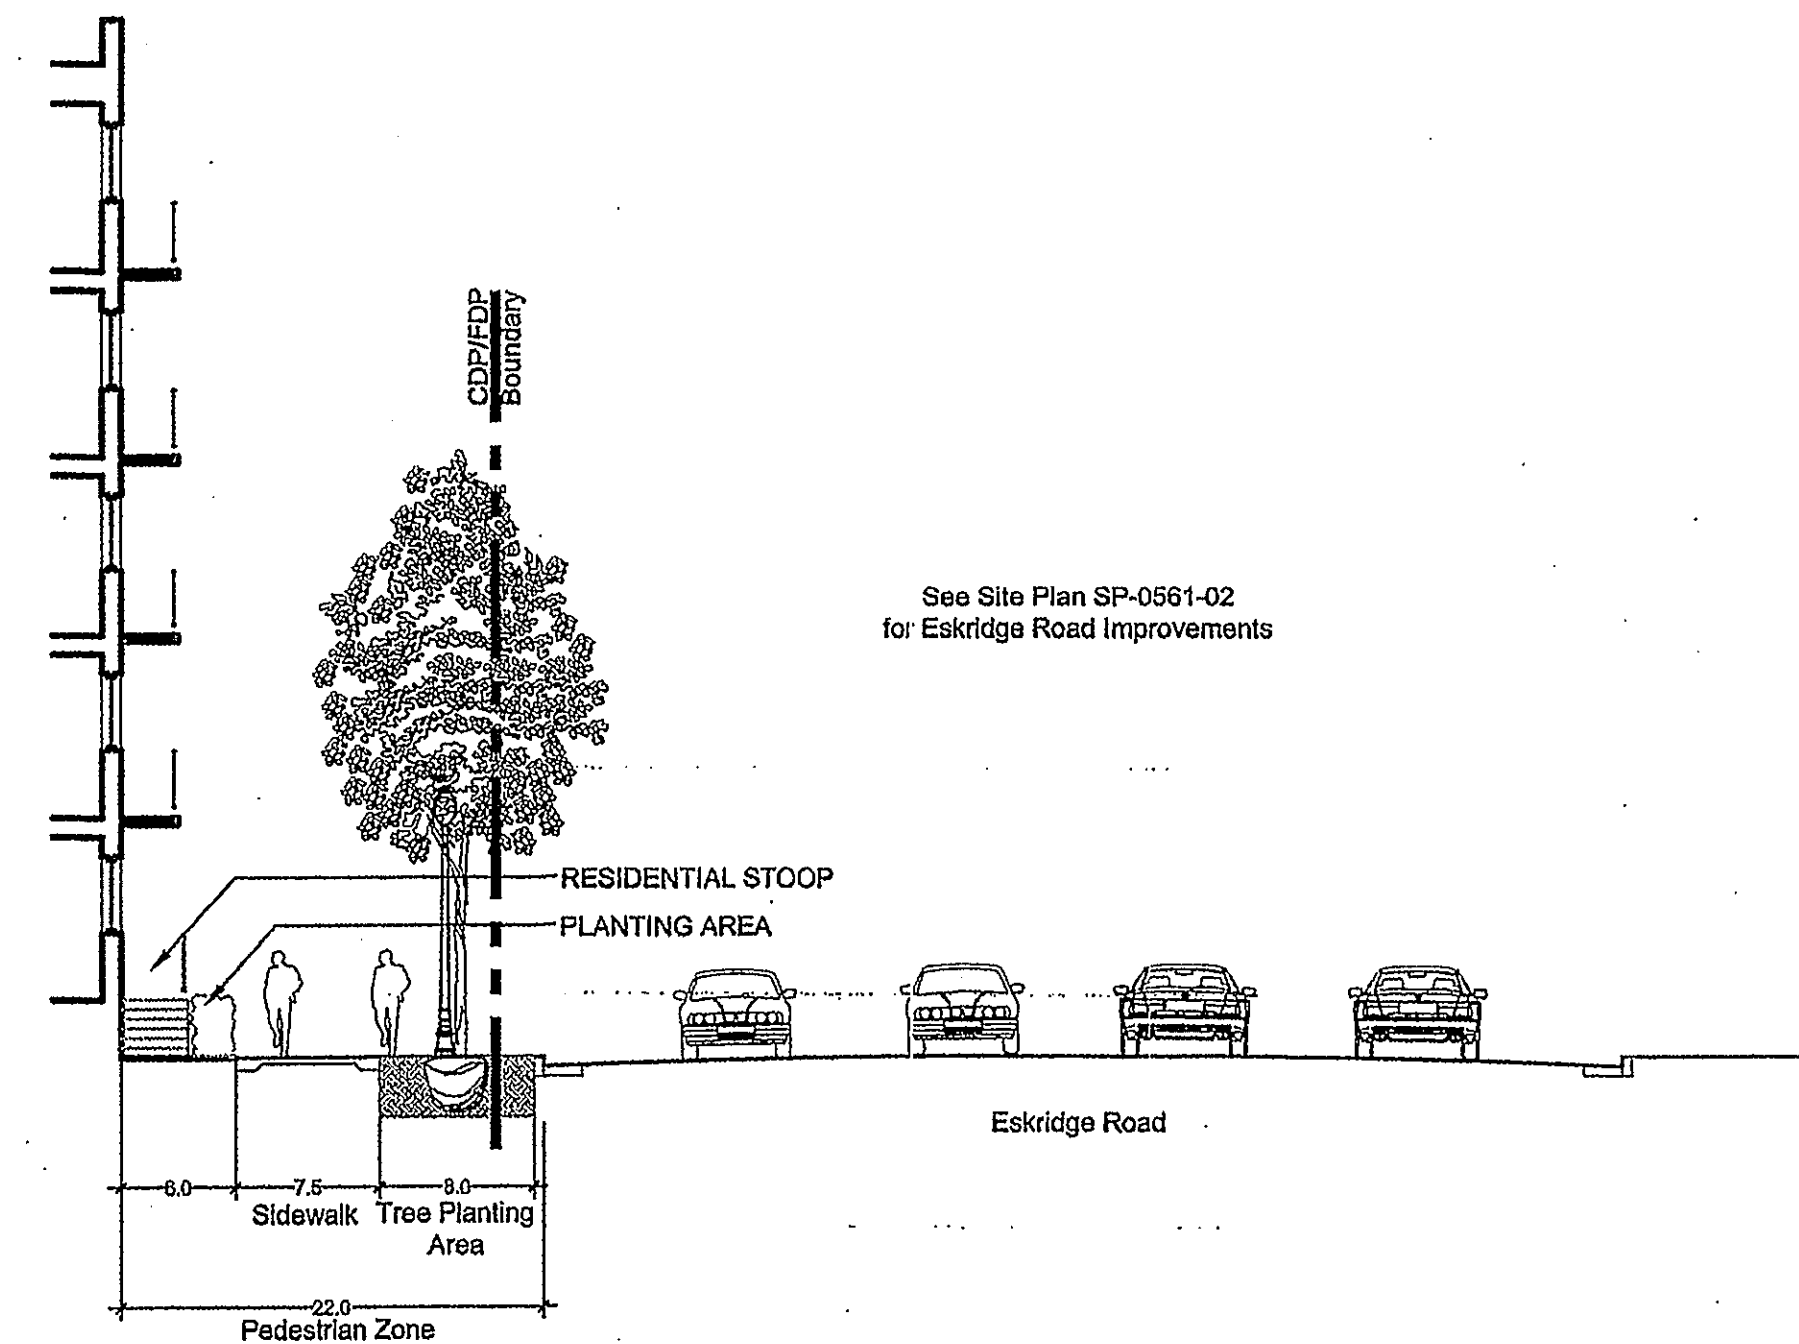 CDP/FDP
Boundary
See Site Plan SP-0561-02
for Eskridge Road Improvements
RESIDENTIAL STOOP
PLANTING AREA
Eskridge Road
6.0
7.5
8.0
Sidewalk
Tree Planting
Area
22.0
Pedestrian Zone